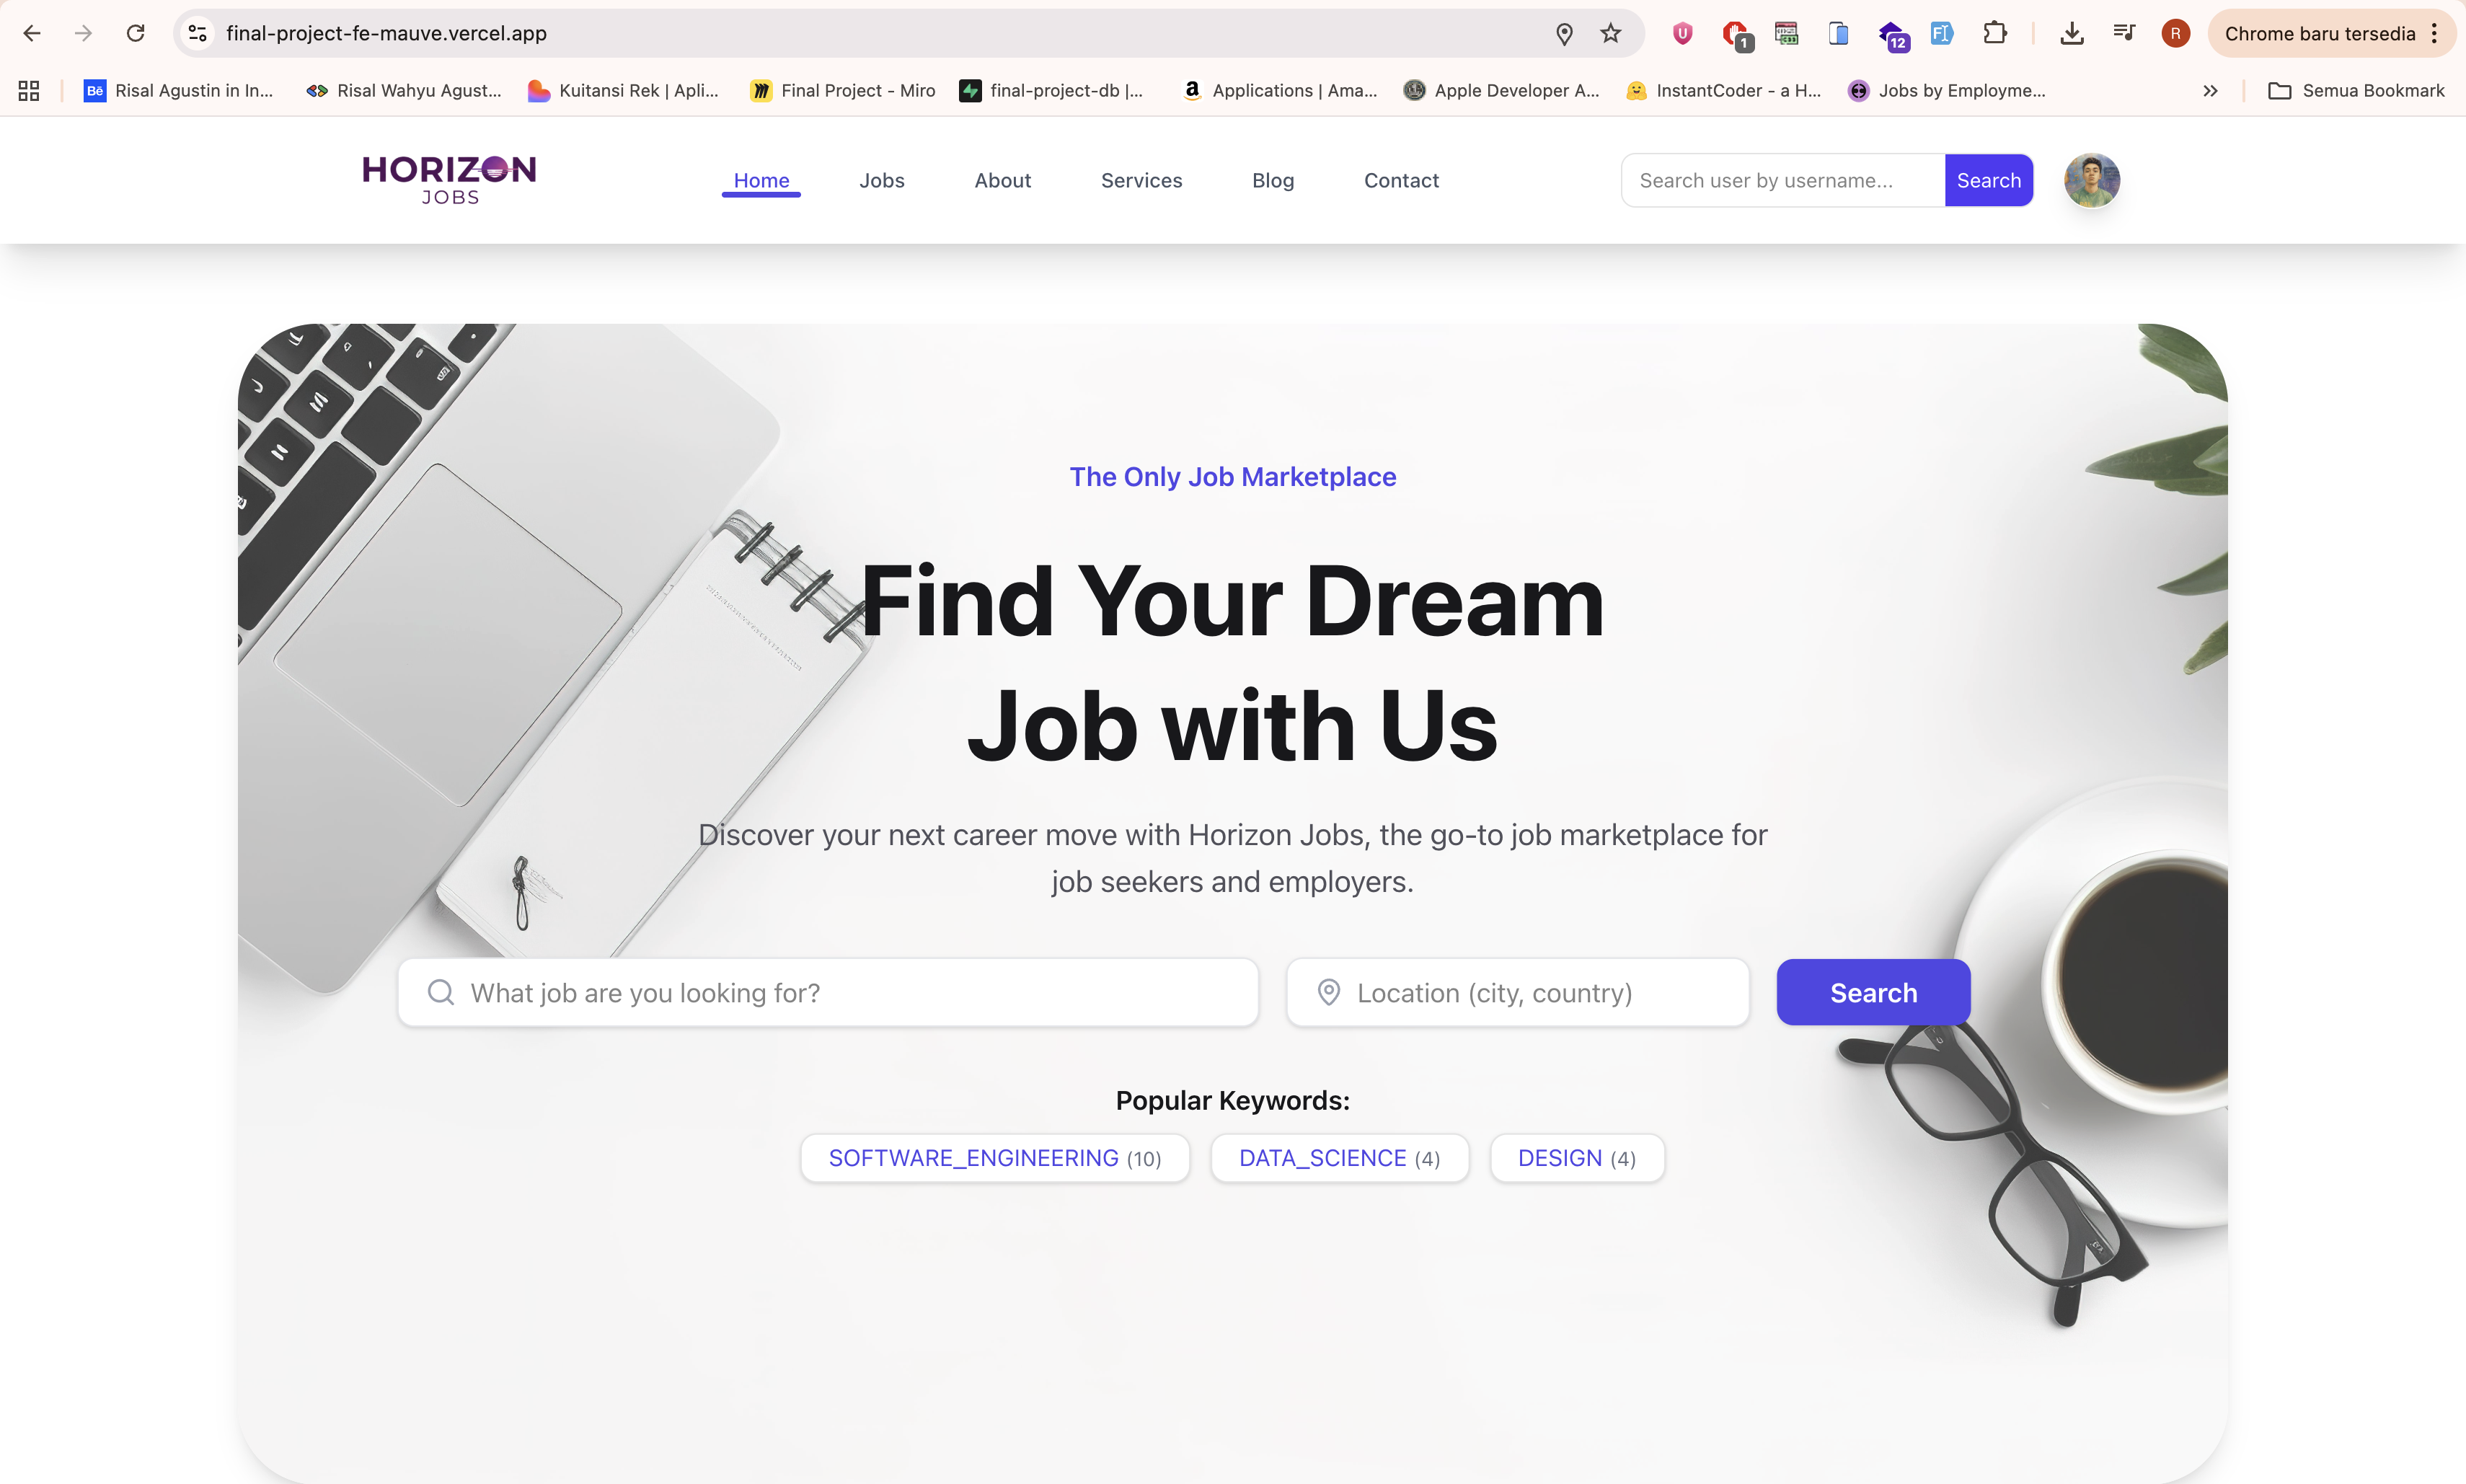 final-project-fe-mauve.vercel.app
1
12
R
Chrome baru tersedia
Bē Risal Agustin in In...
Risal Wahyu Agust...
Kuitansi Rek | Apli...
Final Project - Miro
final-project-db |...
Applications | Ama...
Apple Developer A...
InstantCoder - a H...
Jobs by Employme...
Semua Bookmark
HORIZON
JOBS
Home
Jobs
About
Services
Blog
Contact
Search user by username...
Search
The Only Job Marketplace
Find Your Dream
Job with Us
Discover your next career move with Horizon Jobs, the go-to job marketplace for
job seekers and employers.
What job are you looking for?
Location (city, country)
Search
Popular Keywords:
SOFTWARE_ENGINEERING (10)
DATA_SCIENCE (4)
DESIGN (4)